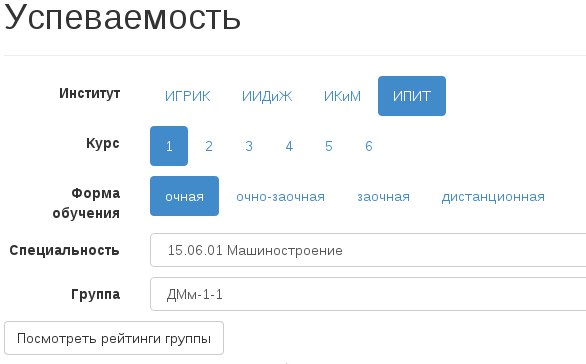 Успеваемость
Институт ИГРИК ИИДиЖ ИКиМ ИПИТ
Курс 1 2 3 4 5 6
Форма обучения очная очно-заочная заочная дистанционная
Специальность 15.06.01 Машиностроение
Группа ДМм-1-1
Посмотреть рейтинги группы